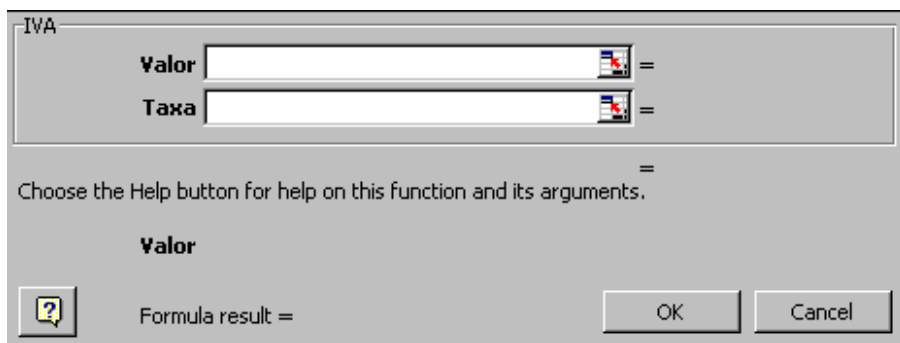 IVA
Valor =
Taxa =
=
Choose the Help button for help on this function and its arguments.
Valor
?
Formula result =
OK
Cancel